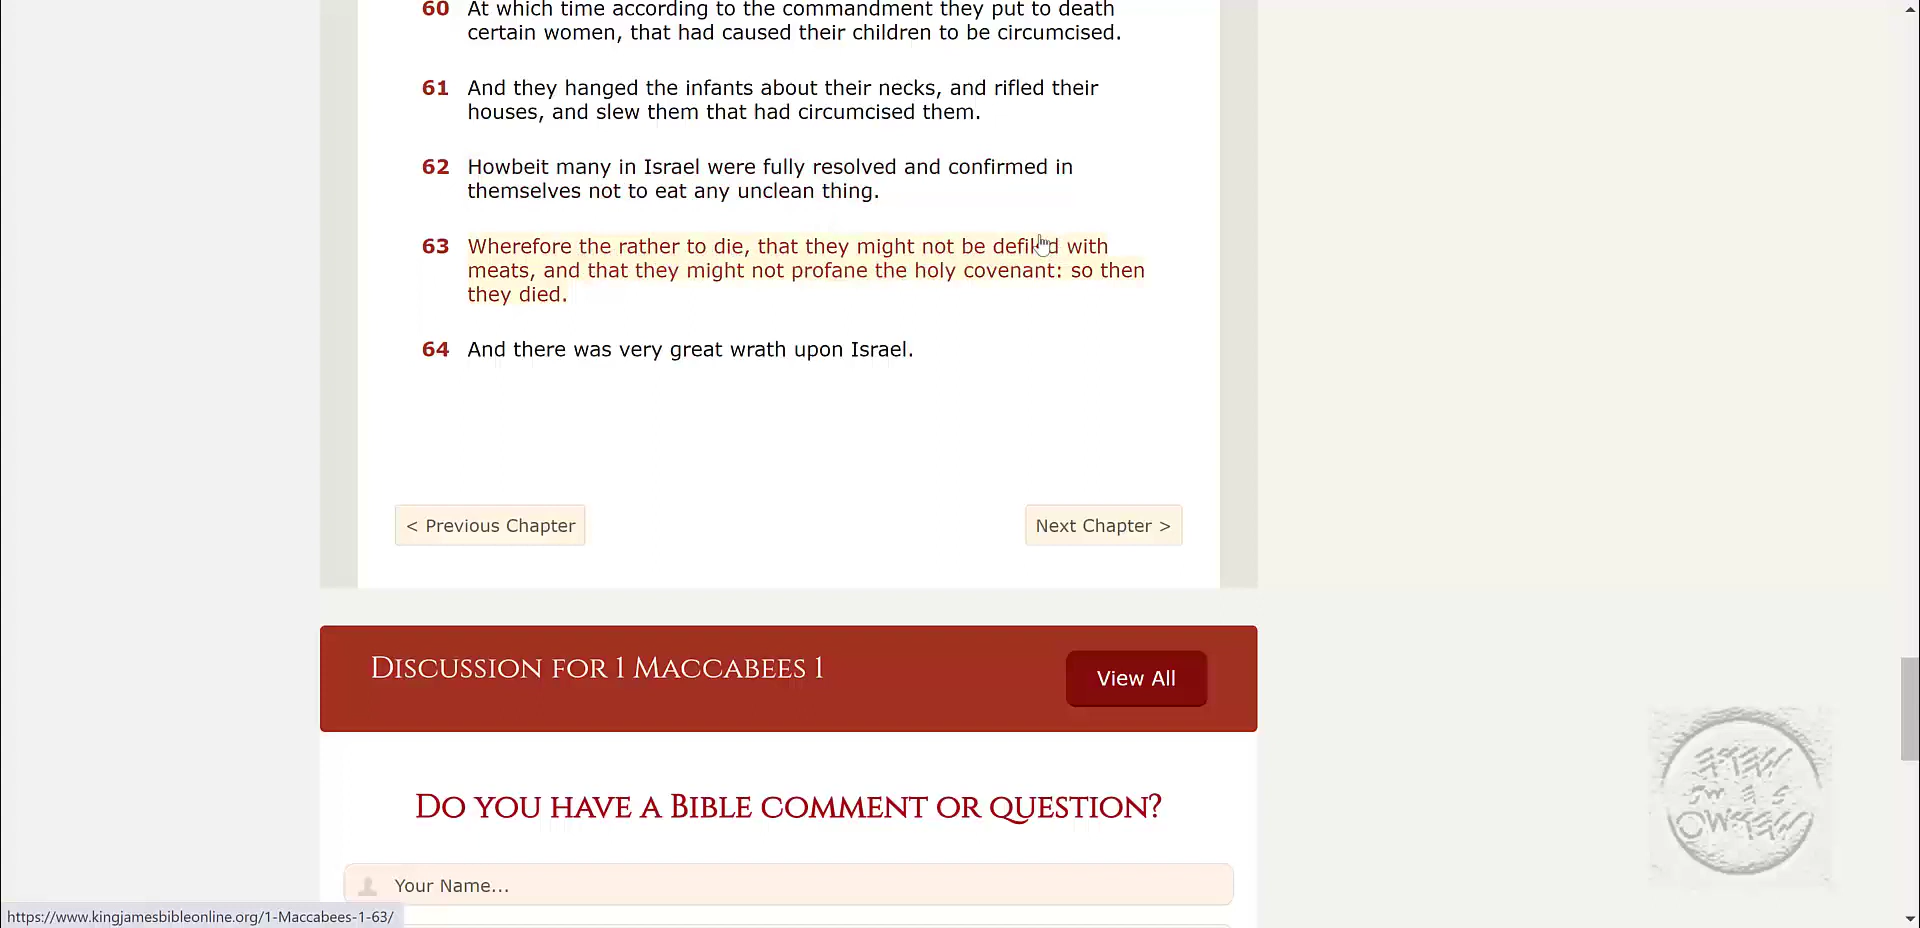 60 At which time according to the commandment they put to death
certain women, that had caused their children to be circumcised.
61 And they hanged the infants about their necks, and rifled their
houses, and slew them that had circumcised them.
62 Howbeit many in Israel were fully resolved and confirmed in
themselves not to eat any unclean thing.
63 Wherefore the rather to die, that they might not be defiled with
meats, and that they might not profane the holy covenant: so then
they died.
64 And there was very great wrath upon Israel.
< Previous Chapter
Next Chapter >
Discussion for 1 Maccabees 1
View All
Do you have a Bible comment or question?
Your Name...
https://www.kingjamesbibleonline.org/1-Maccabees-1-63/